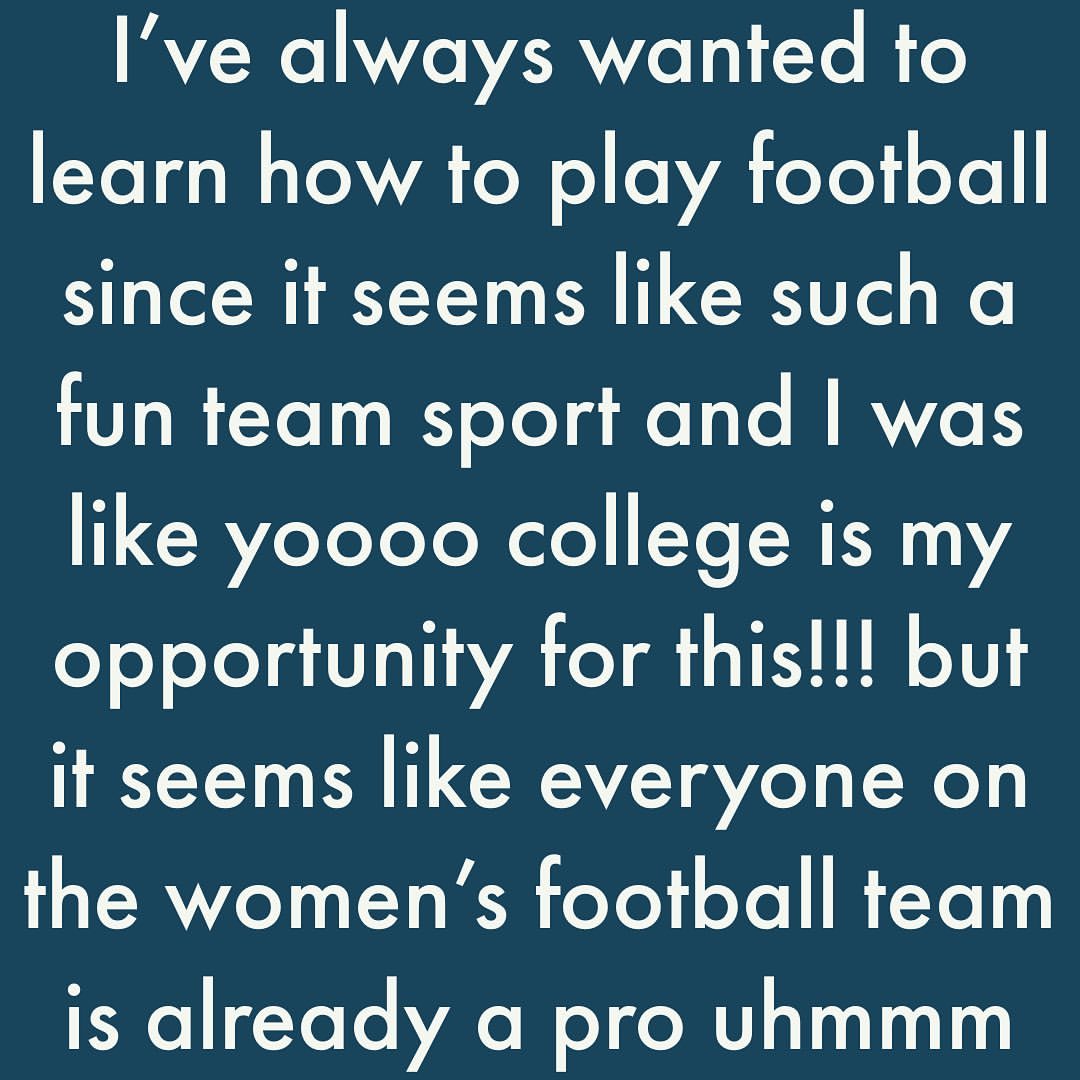 I’ve always wanted to
learn how to play football
since it seems like such a
fun team sport and I was
like yoooo college is my
opportunity for this!!! but
it seems like everyone on
the women’s football team
is already a pro uhmmm